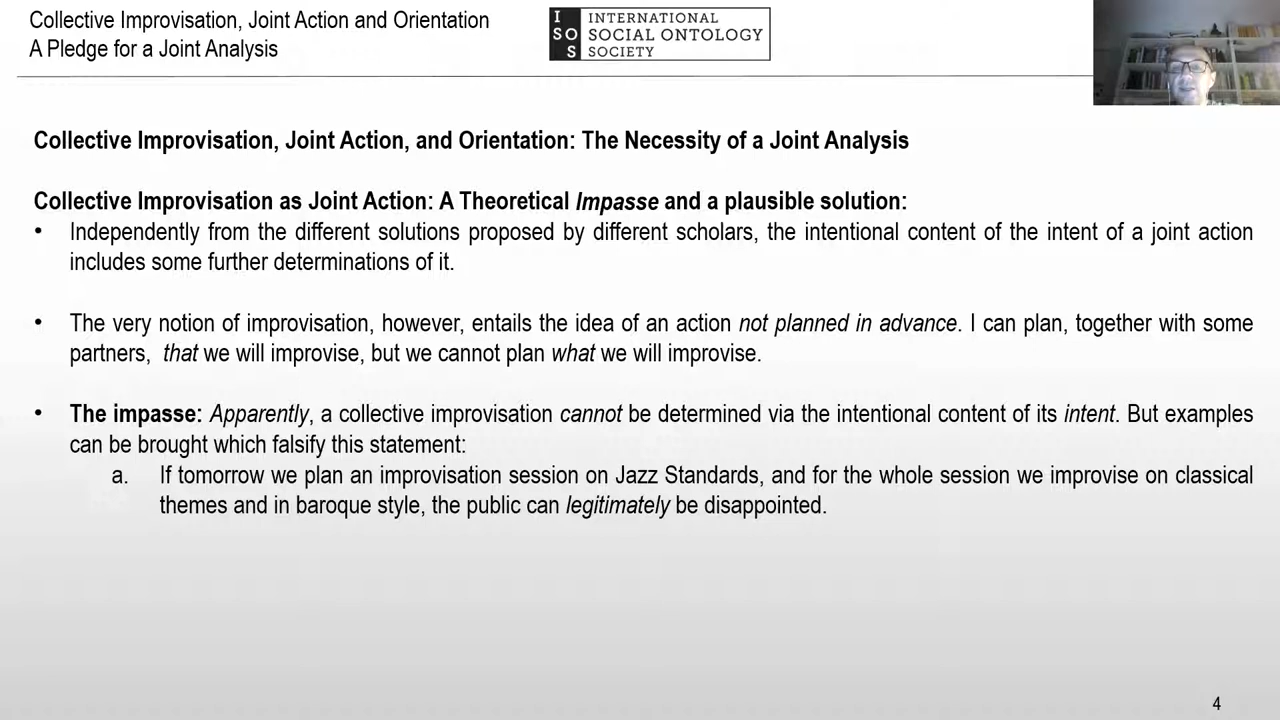 Collective Improvisation, Joint Action and Orientation
A Pledge for a Joint Analysis
I
SO
S
INTERNATIONAL
SOCIAL ONTOLOGY
SOCIETY
Collective Improvisation, Joint Action, and Orientation: The Necessity of a Joint Analysis
Collective Improvisation as Joint Action: A Theoretical Impasse and a plausible solution:
• Independently from the different solutions proposed by different scholars, the intentional content of the intent of a joint action
includes some further determinations of it.
• The very notion of improvisation, however, entails the idea of an action not planned in advance. I can plan, together with some
partners, that we will improvise, but we cannot plan what we will improvise.
• The impasse: Apparently, a collective improvisation cannot be determined via the intentional content of its intent. But examples
can be brought which falsify this statement:
a. If tomorrow we plan an improvisation session on Jazz Standards, and for the whole session we improvise on classical
themes and in baroque style, the public can legitimately be disappointed.
4